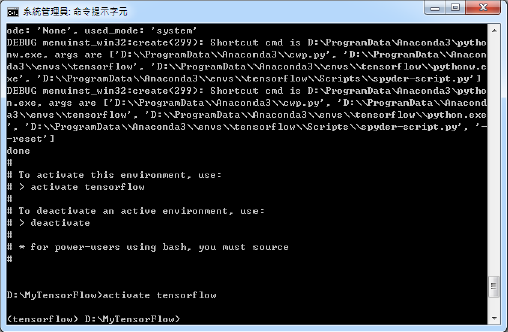 系统管理员: 命令提示字元
ode: 'None', used_mode: 'system'
DEBUG menuinst_win32:create(299): Shortcut cmd is D:\ProgramData\Anaconda3\pytho
nw.exe, args are ['D:\\ProgramData\\Anaconda3\\cwp.py', 'D:\\ProgramData\\Anacon
da3\\envs\\tensorflow', 'D:\\ProgramData\\Anaconda3\\envs\\tensorflow\\pythonw.e
xe', 'D:\\ProgramData\\Anaconda3\\envs\\tensorflow\\Scripts\\spyder-script.py']
DEBUG menuinst_win32:create(299): Shortcut cmd is D:\ProgramData\Anaconda3\pytho
n.exe, args are ['D:\\ProgramData\\Anaconda3\\cwp.py', 'D:\\ProgramData\\Anacond
a3\\envs\\tensorflow', 'D:\\ProgramData\\Anaconda3\\envs\\tensorflow\\python.exe
', 'D:\\ProgramData\\Anaconda3\\envs\\tensorflow\\Scripts\\spyder-script.py', '-
-reset']
done
#
# To activate this environment, use:
# > activate tensorflow
#
# To deactivate an active environment, use:
# > deactivate
#
# * for power-users using bash, you must source
#
D:\MyTensorFlow>activate tensorflow
(tensorflow) D:\MyTensorFlow>